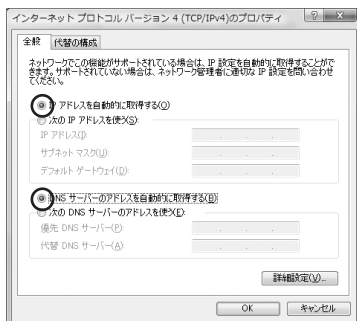 インターネット プロトコル バージョン 4 (TCP/IPv4)のプロパティ
全般 代替の構成
ネットワークでこの機能がサポートされている場合は、IP 設定を自動的に取得することがで
きます。サポートされていない場合は、ネットワーク管理者に適切な IP 設定を問い合わせ
てください。
IP アドレスを自動的に取得する(O)
次の IP アドレスを使う(S):
IP アドレス(I):
サブネット マスク(U):
デフォルト ゲートウェイ(D):
DNS サーバーのアドレスを自動的に取得する(B)
次の DNS サーバーのアドレスを使う(E):
優先 DNS サーバー(P):
代替 DNS サーバー(A):
詳細設定(V)...
OK キャンセル